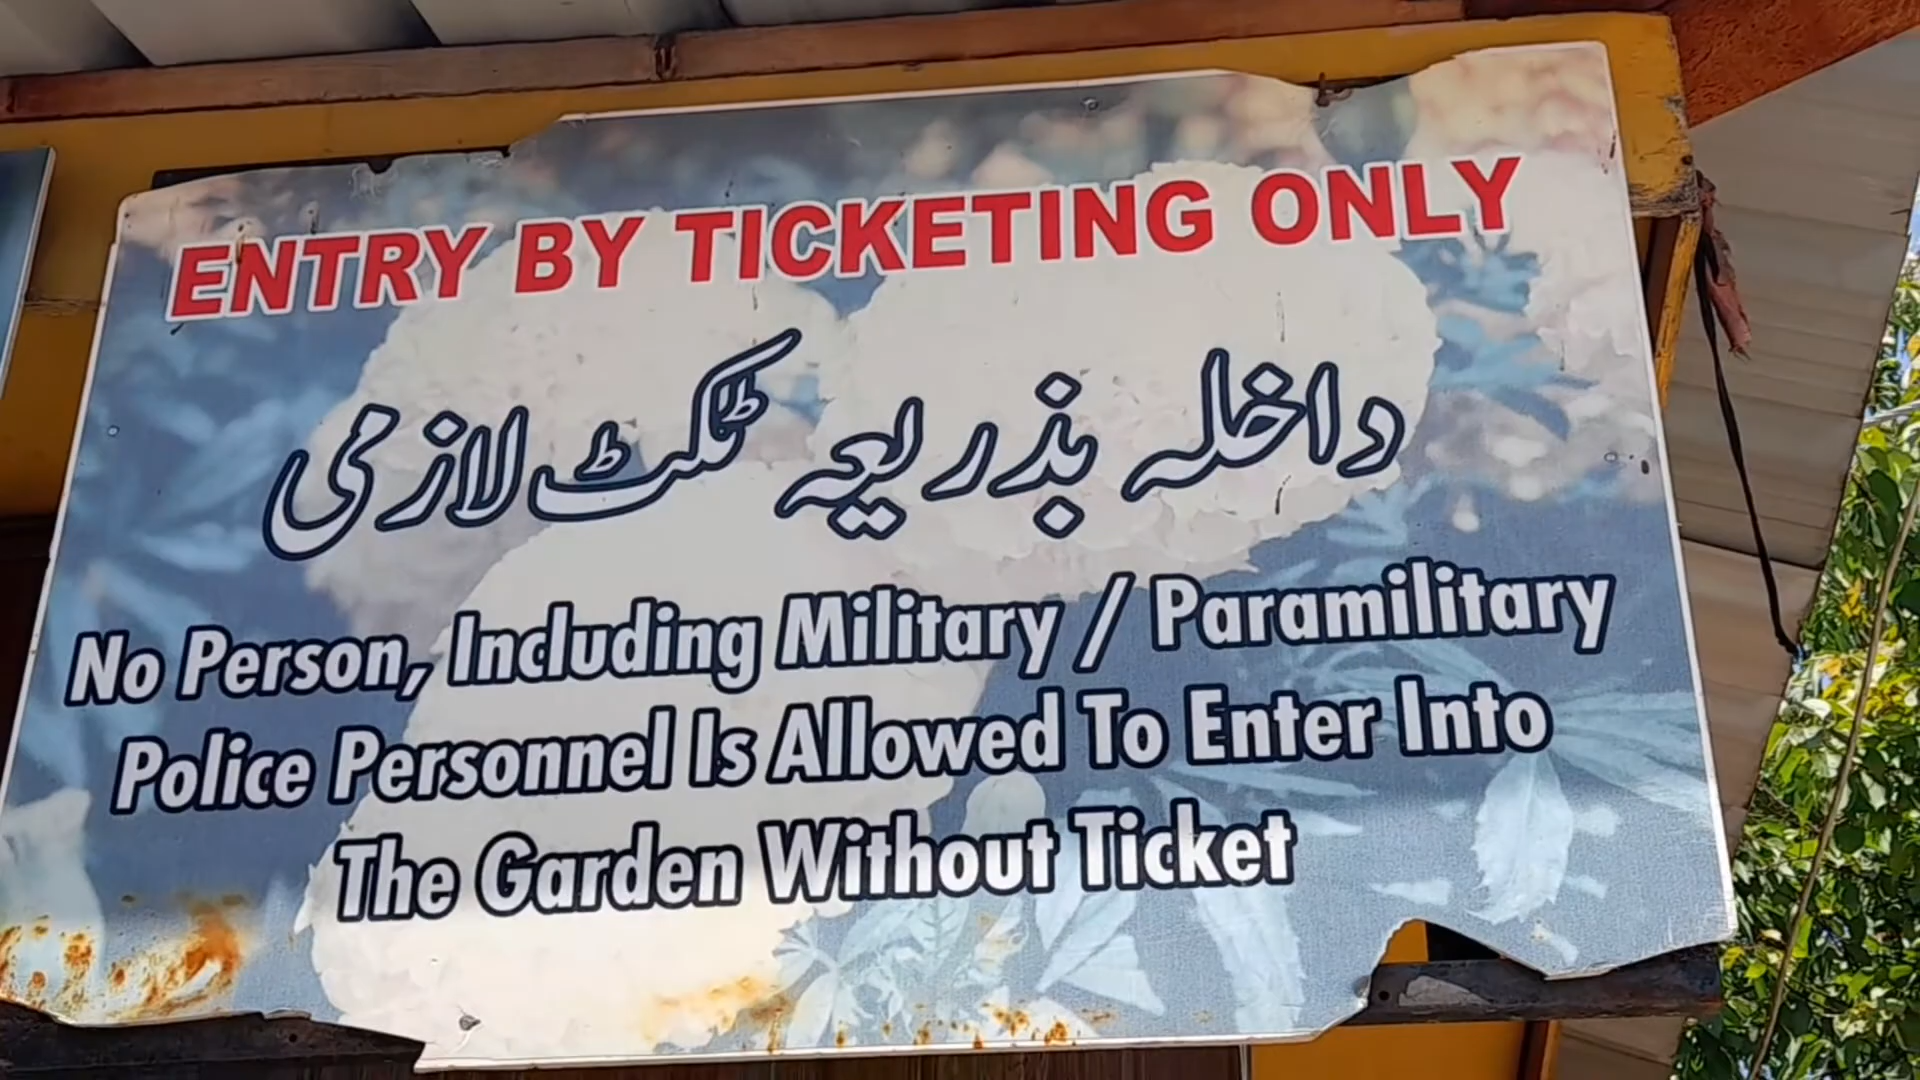 ENTRY BY TICKETING ONLY
داخلہ بذریعہ ٹکٹ لازمی
No Person, Including Military / Paramilitary
Police Personnel Is Allowed To Enter Into
The Garden Without Ticket